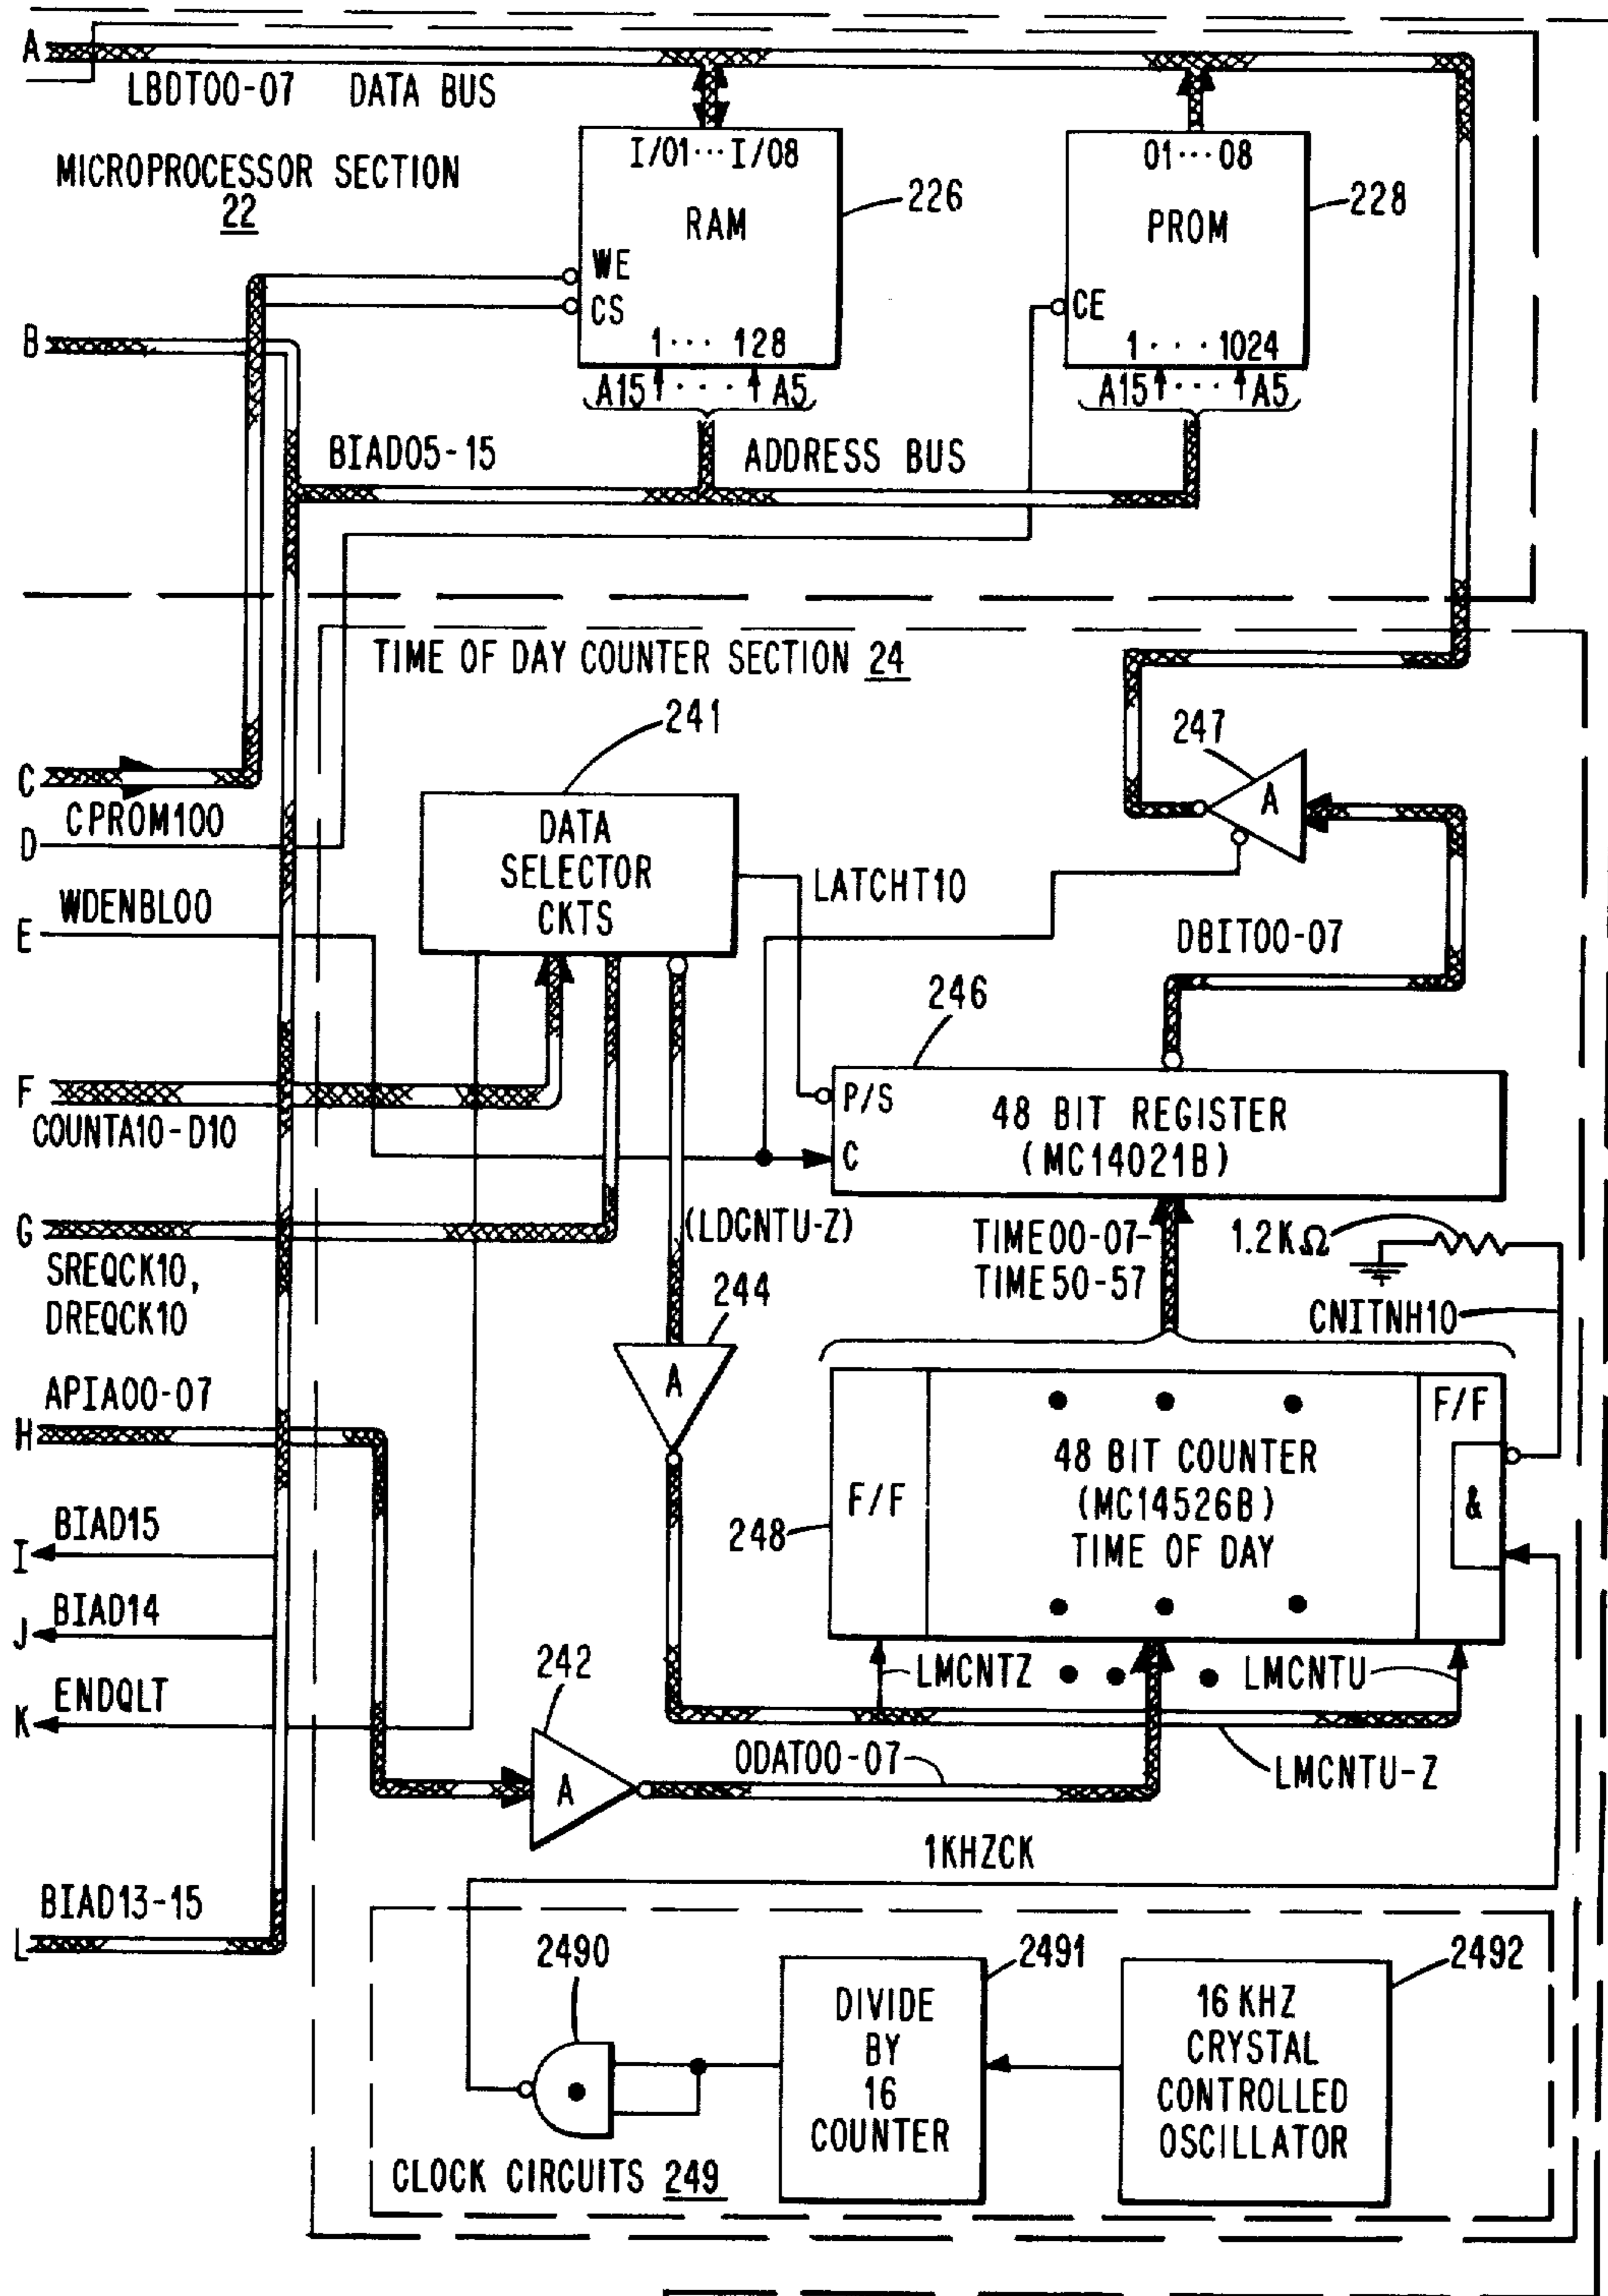 A
LBDT00-07 DATA BUS
MICROPROCESSOR SECTION
22
I/01···I/08
RAM
WE
CS
1··· 128
A15 ···· A5
226
01···08
PROM
CE
1 ··· 1024
A15 ··· A5
228
B
BIAD05-15
ADDRESS BUS
TIME OF DAY COUNTER SECTION 24
241
247
C
CPROM100
D
DATA
SELECTOR
CKTS
A
LATCHT10
WDENBL00
E
DBIT00-07
246
F
COUNTA10-D10
P/S
C
48 BIT REGISTER
(MC14021B)
G
SREQCK10,
DREQCK10
(LDCNTU-Z)
TIME00-07-
TIME50-57
1.2KΩ
244
CNITNH10
A
APIA00-07
H
F/F
48 BIT COUNTER
(MC14526B)
TIME OF DAY
F/F
&
248
BIAD15
I
BIAD14
J
ENDQLT
K
242
LMCNTZ
LMCNTU
A
ODAT00-07
LMCNTU-Z
1KHZCK
BIAD13-15
L
2490
2491
2492
DIVIDE
BY
16
COUNTER
16 KHZ
CRYSTAL
CONTROLLED
OSCILLATOR
CLOCK CIRCUITS 249